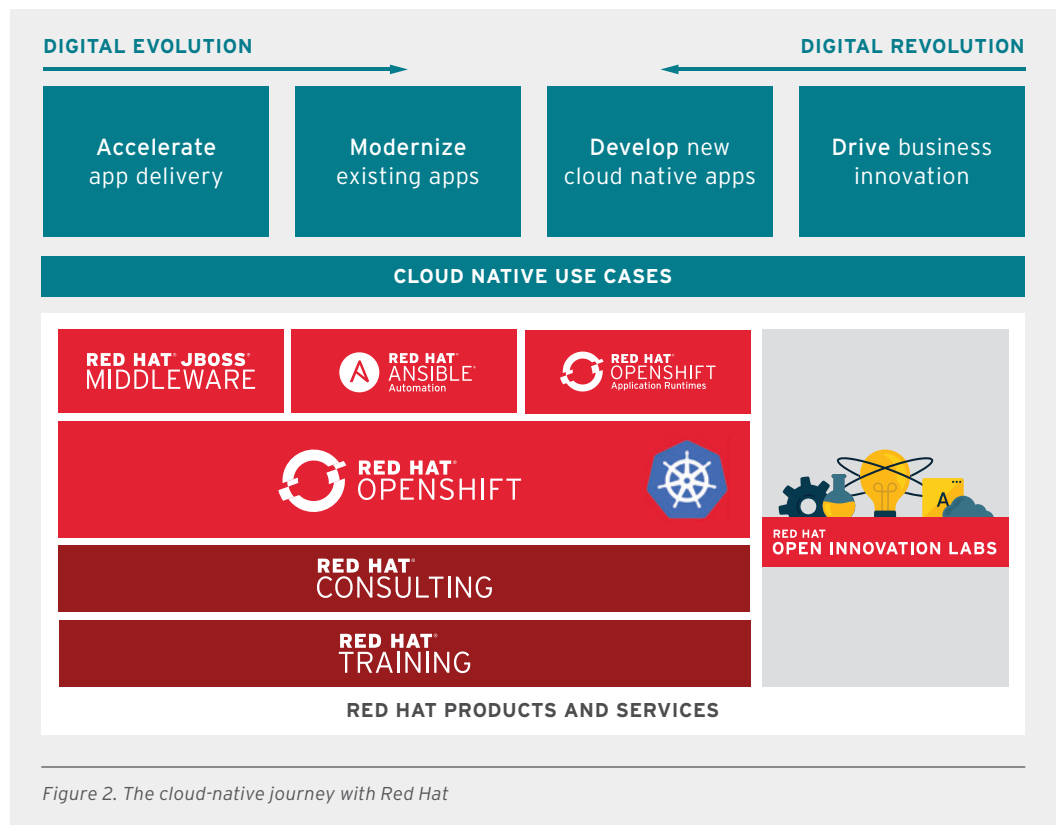 DIGITAL EVOLUTION
DIGITAL REVOLUTION
Accelerate
app delivery
Modernize
existing apps
Develop new
cloud native apps
Drive business
innovation
CLOUD NATIVE USE CASES
RED HAT® JBOSS®
MIDDLEWARE
RED HAT®
ANSIBLE®
Automation
RED HAT®
OPENSHIFT
Application Runtimes
RED HAT®
OPENSHIFT
A
RED HAT
OPEN INNOVATION LABS
RED HAT®
CONSULTING
RED HAT®
TRAINING
RED HAT PRODUCTS AND SERVICES
Figure 2. The cloud-native journey with Red Hat